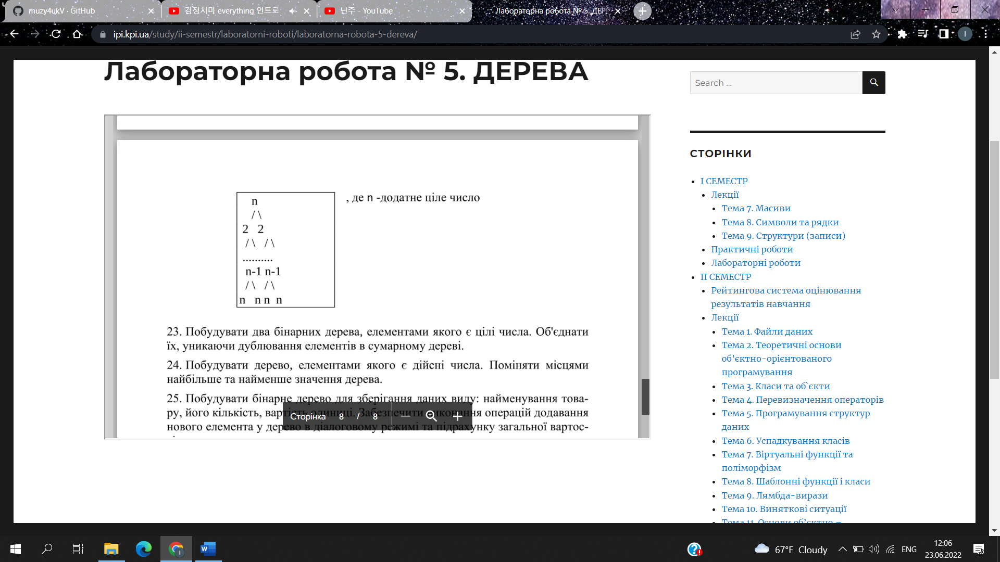 muzy4ukV · GitHub
검정치마 everything 인트로
닌주 - YouTube
Лабораторна робота № 5. ДЕР
ipi.kpi.ua/study/ii-semestr/laboratorni-roboti/laboratorna-robota-5-dereva/
I
Лабораторна робота № 5. ДЕРЕВА
n
/ \
2 2
/ \ / \
..........
n-1 n-1
/ \ / \
n n n n
, де n -додатне ціле число
23. Побудувати два бінарних дерева, елементами якого є цілі числа. Об'єднати
їх, уникаючи дублювання елементів в сумарному дереві.
24. Побудувати дерево, елементами якого є дійсні числа. Поміняти місцями
найбільше та найменше значення дерева.
25. Побудувати бінарне дерево для зберігання даних виду: найменування това-
ру, його кількість, вартість одиниці. Забезпечити виконання операцій додавання
нового елемента у дерево в діалоговому режимі та підрахунку загальної вартос-
Сторінка 8 / 8
Search ...
СТОРІНКИ
І СЕМЕСТР
Лекції
Тема 7. Масиви
Тема 8. Символи та рядки
Тема 9. Структури (записи)
Практичні роботи
Лабораторні роботи
ІІ СЕМЕСТР
Рейтингова система оцінювання
результатів навчання
Лекції
Тема 1. Файли даних
Тема 2. Теоретичні основи
об’єктно-орієнтованого
програмування
Тема 3. Класи та об`єкти
Тема 4. Перевизначення операторів
Тема 5. Програмування структур
даних
Тема 6. Успадкування класів
Тема 7. Віртуальні функції та
поліморфізм
Тема 8. Шаблонні функції і класи
Тема 9. Лямбда-вирази
Тема 10. Виняткові ситуації
Тема 11. Основи об’єктно –
67°F Cloudy
ENG
12:06
23.06.2022